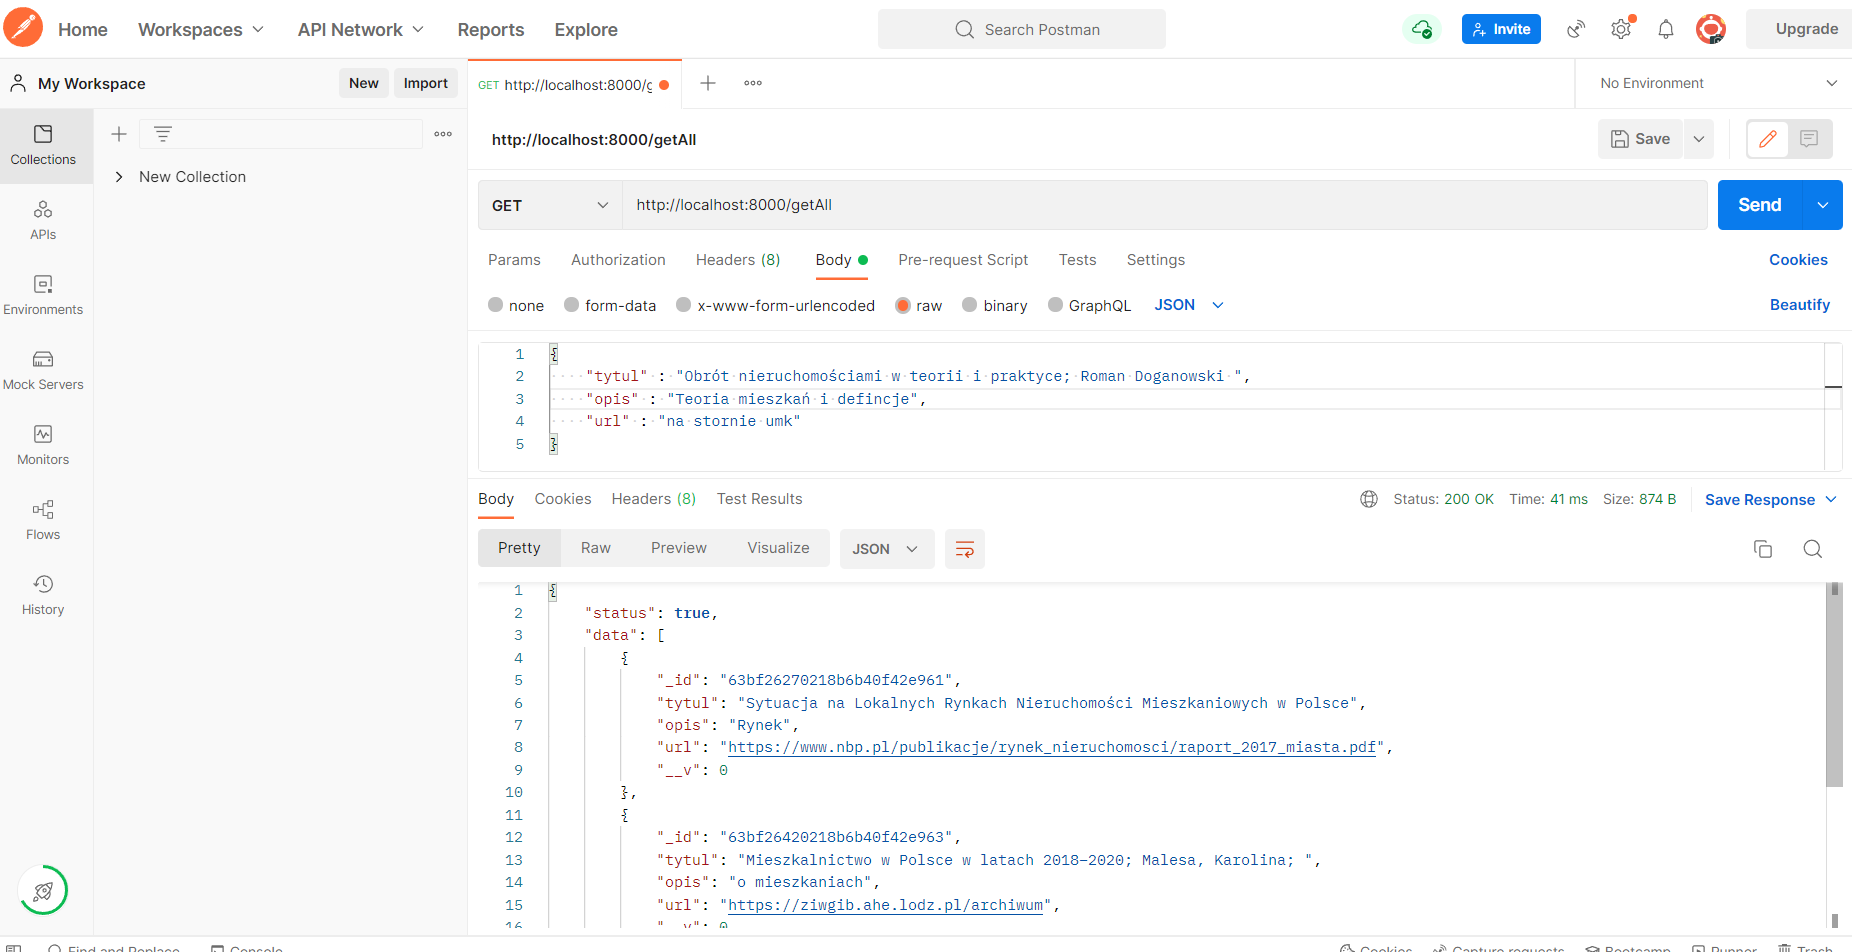 Home Workspaces API Network Reports Explore Search Postman Invite Upgrade
My Workspace New Import GET http://localhost:8000/g No Environment
http://localhost:8000/getAll Save
Collections
New Collection
GET http://localhost:8000/getAll Send
APIs
Params Authorization Headers (8) Body Pre-request Script Tests Settings Cookies
Environments
none form-data x-www-form-urlencoded raw binary GraphQL JSON Beautify
Mock Servers
1 {
2 "tytul" : "Obrót nieruchomościami w teorii i praktyce; Roman Doganowski ",
3 "opis" : "Teoria mieszkań i defincje",
4 "url" : "na stornie umk"
5 }
Monitors
Flows
History
Body Cookies Headers (8) Test Results Status: 200 OK Time: 41 ms Size: 874 B Save Response
Pretty Raw Preview Visualize JSON
1 {
2 "status": true,
3 "data": [
4 {
5 "_id": "63bf26270218b6b40f42e961",
6 "tytul": "Sytuacja na Lokalnych Rynkach Nieruchomości Mieszkaniowych w Polsce",
7 "opis": "Rynek",
8 "url": "https://www.nbp.pl/publikacje/rynek_nieruchomosci/raport_2017_miasta.pdf",
9 "__v": 0
10 },
11 {
12 "_id": "63bf26420218b6b40f42e963",
13 "tytul": "Mieszkalnictwo w Polsce w latach 2018-2020; Malesa, Karolina; ",
14 "opis": "o mieszkaniach",
15 "url": "https://ziwgib.ahe.lodz.pl/archiwum",
16 "__v": 0
Find and Replace Console Cookies Capture requests Bootcamp Runner Trash